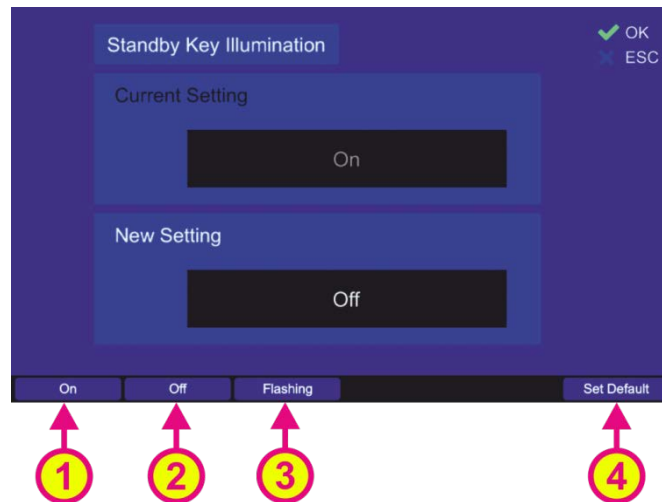 Standby Key Illumination
OK
ESC
Current Setting
On
New Setting
Off
On Off Flashing Set Default
1 2 3 4